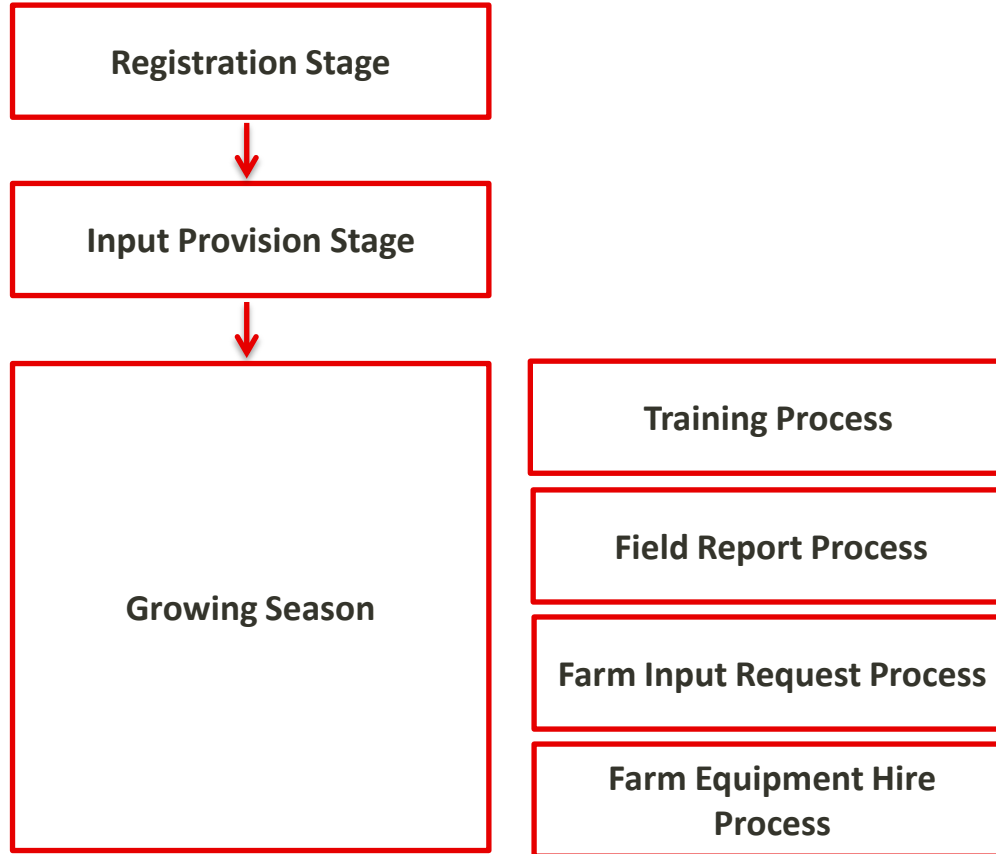 Registration Stage
Input Provision Stage
Growing Season
Training Process
Field Report Process
Farm Input Request Process
Farm Equipment Hire
Process